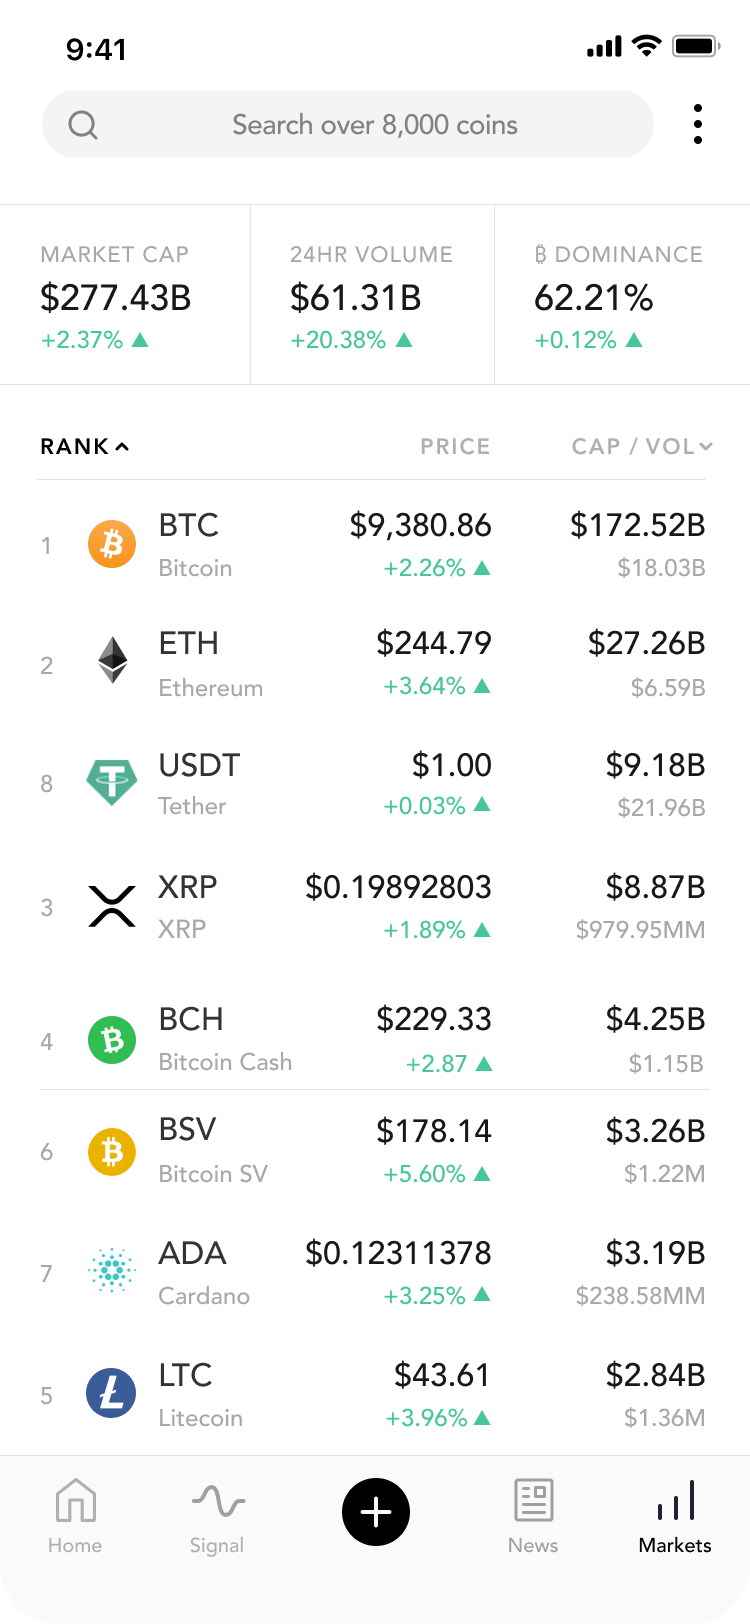 9:41
Search over 8,000 coins
MARKET CAP 24HR VOLUME ₿ DOMINANCE
$277.43B $61.31B 62.21%
+2.37% ▲ +20.38% ▲ +0.12% ▲
RANK PRICE CAP / VOL
BTC $9,380.86 $172.52B
1 Bitcoin +2.26% ▲ $18.03B
ETH $244.79 $27.26B
2 Ethereum +3.64% ▲ $6.59B
USDT $1.00 $9.18B
8 Tether +0.03% ▲ $21.96B
XRP $0.19892803 $8.87B
3 XRP +1.89% ▲ $979.95MM
BCH $229.33 $4.25B
4 Bitcoin Cash +2.87 ▲ $1.15B
BSV $178.14 $3.26B
6 Bitcoin SV +5.60% ▲ $1.22M
ADA $0.12311378 $3.19B
7 Cardano +3.25% ▲ $238.58MM
LTC $43.61 $2.84B
5 Litecoin +3.96% ▲ $1.36M
Home Signal News Markets